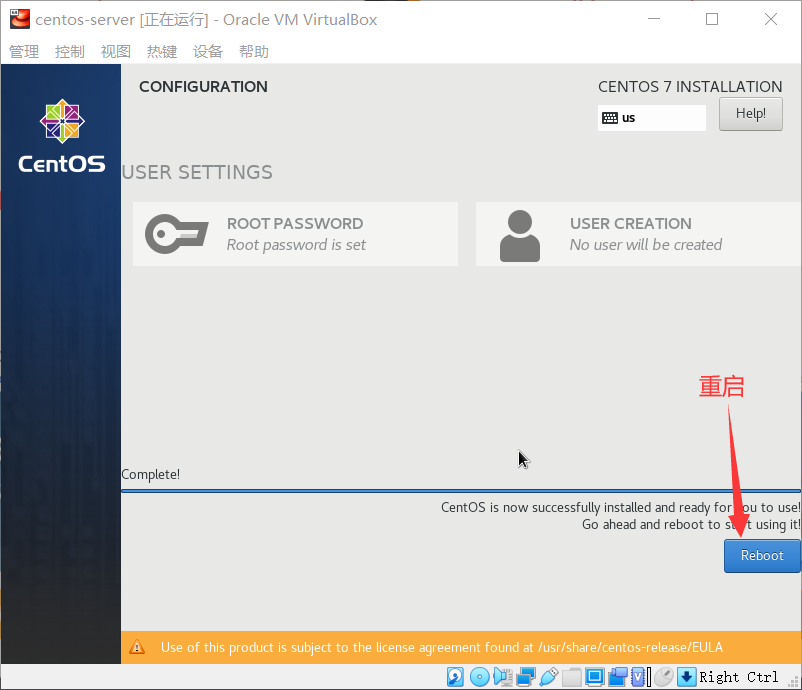 centos-server [正在运行] - Oracle VM VirtualBox
管理 控制 视图 热键 设备 帮助
CONFIGURATION
CENTOS 7 INSTALLATION
us
Help!
CentOS
USER SETTINGS
ROOT PASSWORD
Root password is set
USER CREATION
No user will be created
重启
Complete!
CentOS is now successfully installed and ready for you to use!
Go ahead and reboot to start using it!
Reboot
Use of this product is subject to the license agreement found at /usr/share/centos-release/EULA
Right Ctrl